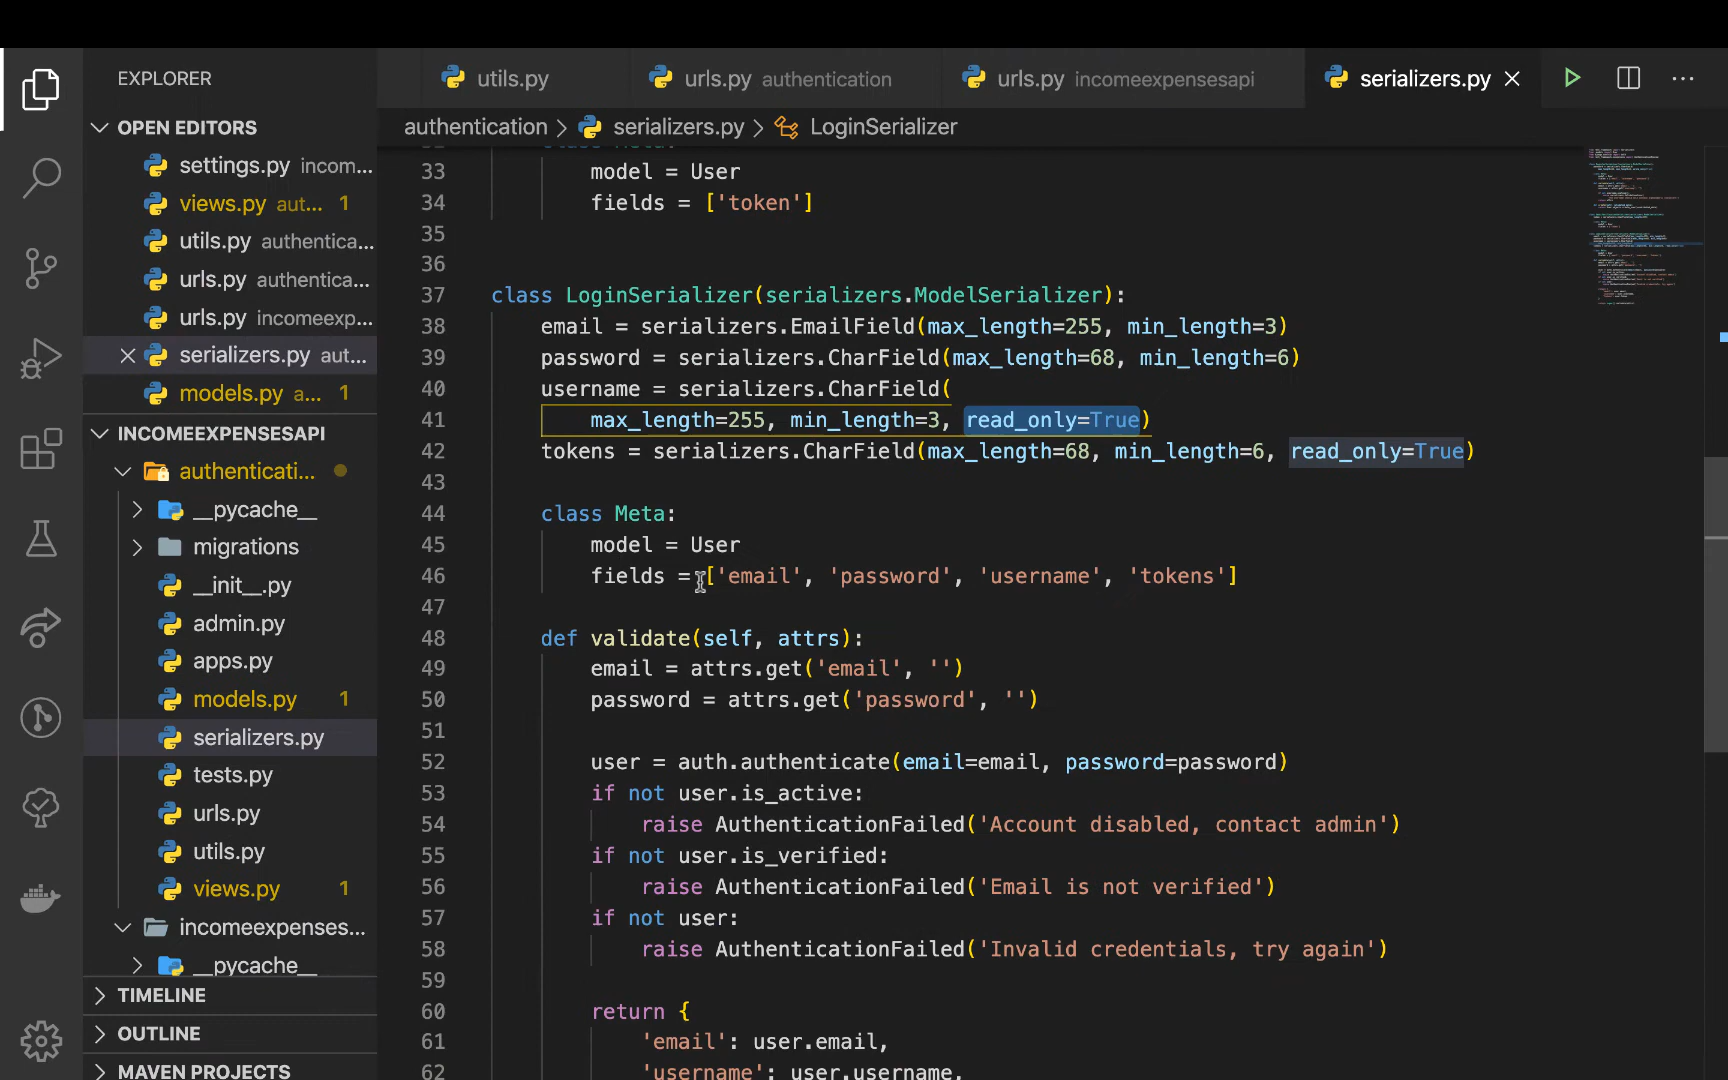 EXPLORER
OPEN EDITORS
settings.py incom...
views.py aut... 1
utils.py authentica...
urls.py authentica...
urls.py incomeexp...
serializers.py aut...
models.py a... 1
INCOMEEXPENSESAPI
authenticati...
__pycache__
migrations
__init__.py
admin.py
apps.py
models.py 1
serializers.py
tests.py
urls.py
utils.py
views.py 1
incomeexpenses...
__pycache__
TIMELINE
OUTLINE
MAVEN PROJECTS
utils.py urls.py authentication urls.py incomeexpensesapi serializers.py
authentication > serializers.py > LoginSerializer
33 model = User
34 fields = ['token']
35
36
37 class LoginSerializer(serializers.ModelSerializer):
38 email = serializers.EmailField(max_length=255, min_length=3)
39 password = serializers.CharField(max_length=68, min_length=6)
40 username = serializers.CharField(
41 max_length=255, min_length=3, read_only=True)
42 tokens = serializers.CharField(max_length=68, min_length=6, read_only=True)
43
44 class Meta:
45 model = User
46 fields = ['email', 'password', 'username', 'tokens']
47
48 def validate(self, attrs):
49 email = attrs.get('email', '')
50 password = attrs.get('password', '')
51
52 user = auth.authenticate(email=email, password=password)
53 if not user.is_active:
54 raise AuthenticationFailed('Account disabled, contact admin')
55 if not user.is_verified:
56 raise AuthenticationFailed('Email is not verified')
57 if not user:
58 raise AuthenticationFailed('Invalid credentials, try again')
59
60 return {
61 'email': user.email,
62 'username': user.username,